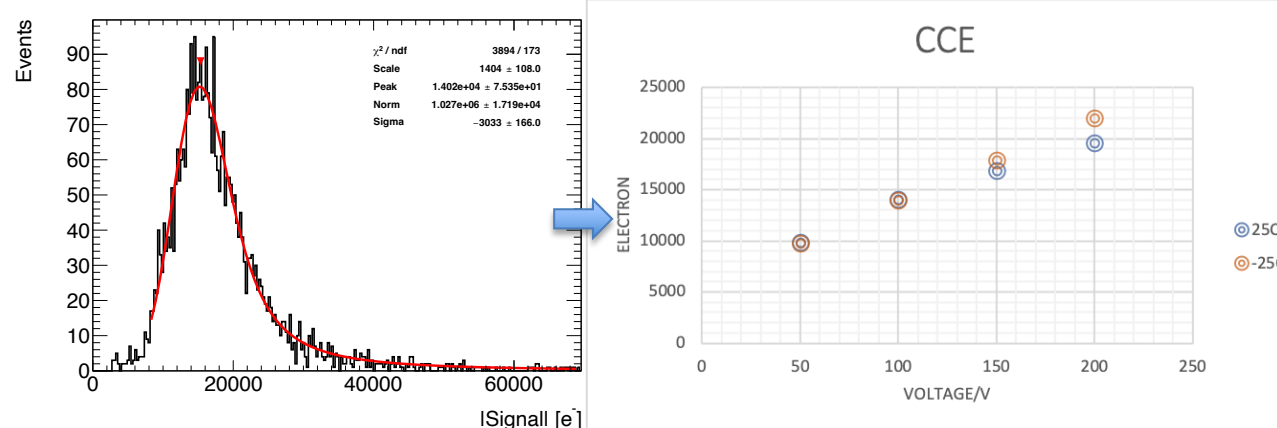 Events
90
80
70
60
50
40
30
20
10
0
0 20000 40000 60000
|Signall [e⁻]
χ² / ndf 3894 / 173
Scale 1404 ± 108.0
Peak 1.402e+04 ± 7.535e+01
Norm 1.027e+06 ± 1.719e+04
Sigma −3033 ± 166.0
CCE
25000
20000
15000
10000
5000
0
0 50 100 150 200 250
ELECTRON
VOLTAGE/V
25C
-25C